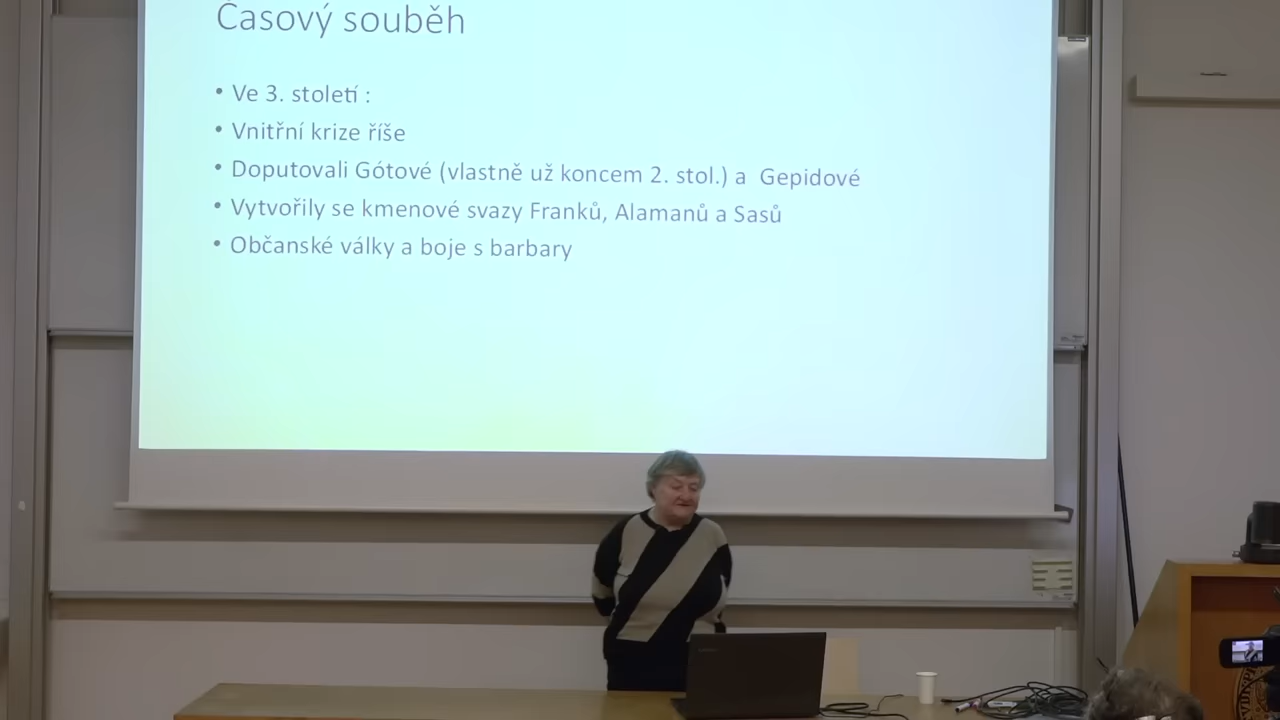 Časový souběh
• Ve 3. století :
• Vnitřní krize říše
• Doputovali Gótové (vlastně už koncem 2. stol.) a  Gepidové
• Vytvořily se kmenové svazy Franků, Alamanů a Sasů
• Občanské války a boje s barbary